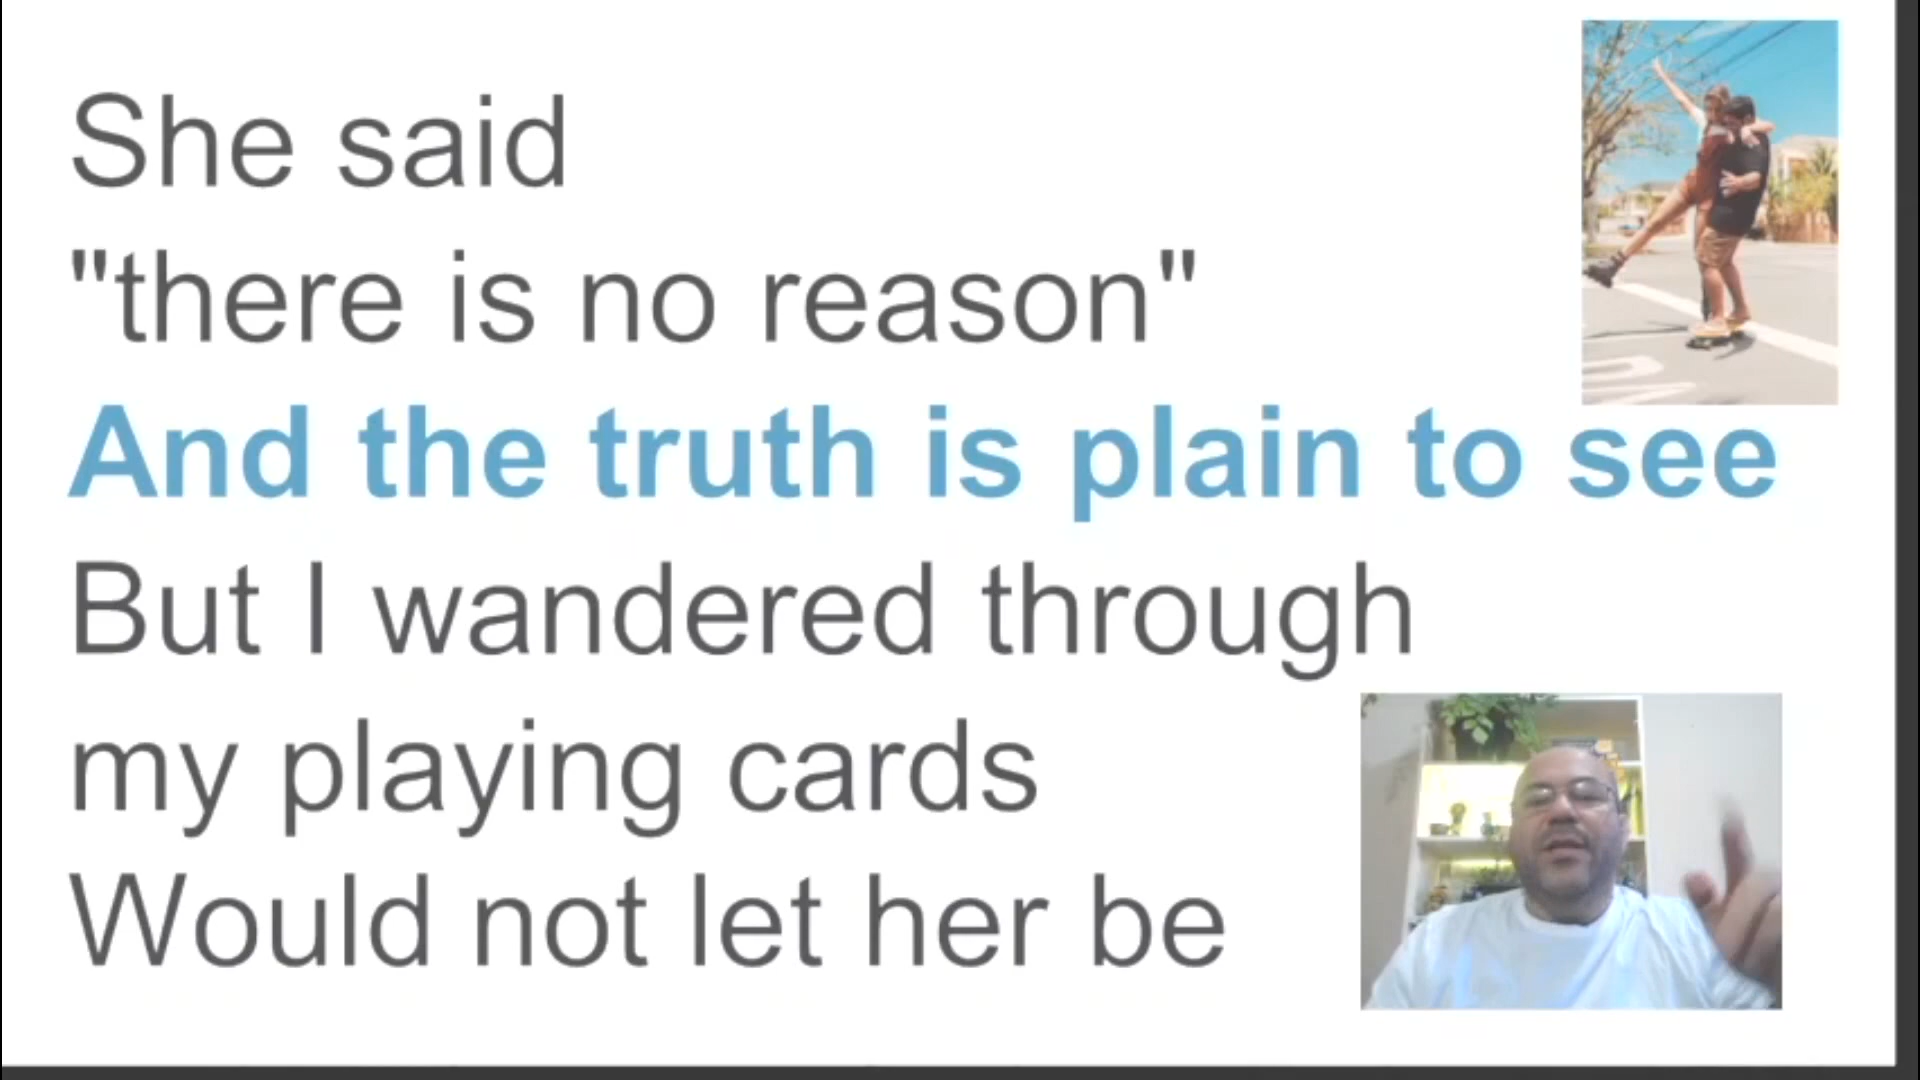 She said
"there is no reason"
And the truth is plain to see
But I wandered through
my playing cards
Would not let her be